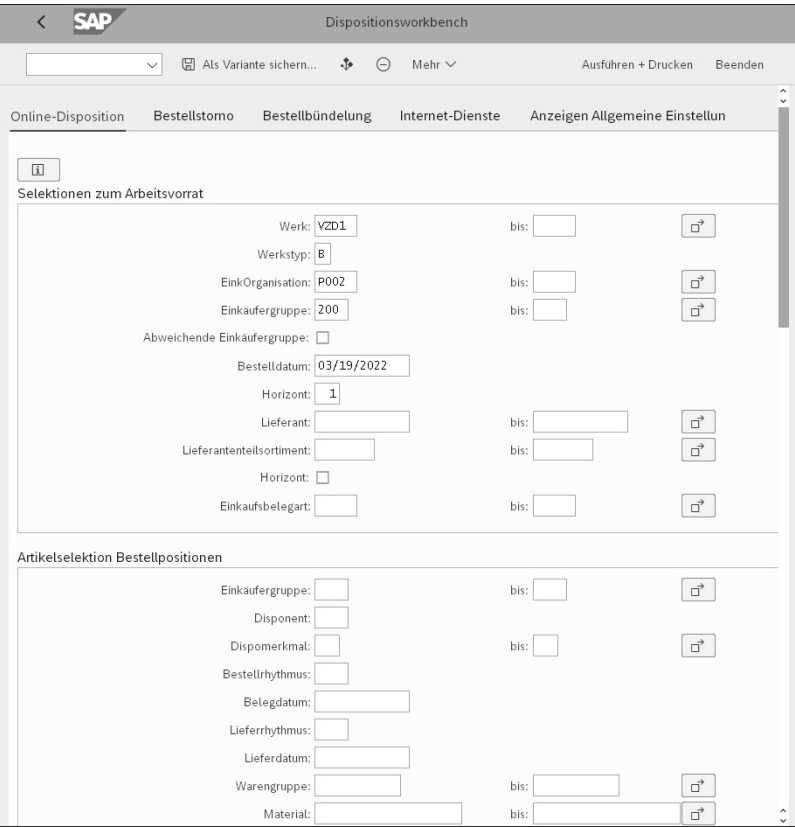 SAP Dispositionsworkbench
Als Variante sichern... Mehr Ausführen + Drucken Beenden
Online-Disposition Bestellstorno Bestellbündelung Internet-Dienste Anzeigen Allgemeine Einstellun
Selektionen zum Arbeitsvorrat
Werk: VZD1 bis:
Werkstyp: B
EinkOrganisation: P002 bis:
Einkäufergruppe: 200 bis:
Abweichende Einkäufergruppe:
Bestelldatum: 03/19/2022
Horizont: 1
Lieferant: bis:
Lieferantenteilsortiment: bis:
Horizont:
Einkaufsbelegart: bis:
Artikelselektion Bestellpositionen
Einkäufergruppe: bis:
Disponent:
Dispomerkmal: bis:
Bestellrhythmus:
Belegdatum:
Lieferrhythmus:
Lieferdatum:
Warengruppe: bis:
Material: bis: